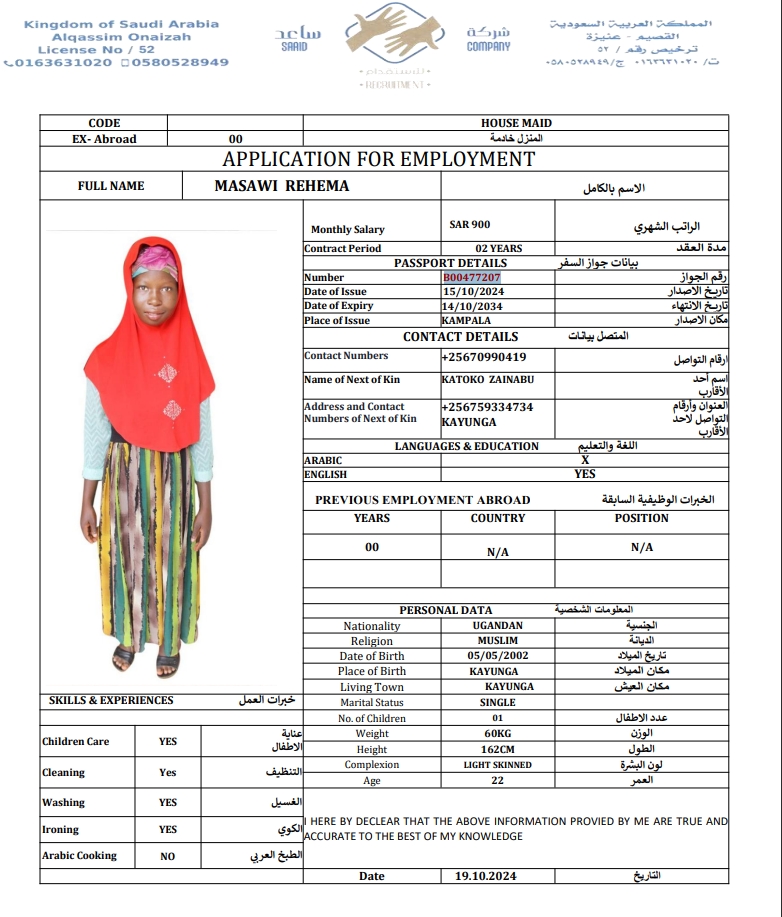 Kingdom of Saudi Arabia
Alqassim Onaizah
License No / 52
0163631020 0580528949
ساعد
SAAID
شركة
COMPANY
للاستقدام
• RECRUITMENT •
المملكة العربية السعودية
القصيم - عنيزة
ترخيص رقم / ٥٢
ت/ ٠١٦٣٦٣١٠٢٠ ج/ ٠٥٨٠٥٢٨٩٤٩
CODE HOUSE MAID
EX- Abroad 00 المنزل خادمة
APPLICATION FOR EMPLOYMENT
FULL NAME MASAWI REHEMA الاسم بالكامل
Monthly Salary SAR 900 الراتب الشهري
Contract Period 02 YEARS مدة العقد
PASSPORT DETAILS بيانات جواز السفر
Number B00477207 رقم الجواز
Date of Issue 15/10/2024 تاريخ الاصدار
Date of Expiry 14/10/2034 تاريخ الانتهاء
Place of Issue KAMPALA مكان الاصدار
CONTACT DETAILS المتصل بيانات
Contact Numbers +25670990419 ارقام التواصل
Name of Next of Kin KATOKO ZAINABU اسم أحد
الأقارب
Address and Contact +256759334734 العنوان وأرقام
Numbers of Next of Kin KAYUNGA التواصل لاحد
الأقارب
LANGUAGES & EDUCATION اللغة والتعليم
ARABIC X
ENGLISH YES
PREVIOUS EMPLOYMENT ABROAD الخبرات الوظيفية السابقة
YEARS COUNTRY POSITION
00 N/A N/A
PERSONAL DATA المعلومات الشخصية
Nationality UGANDAN الجنسية
Religion MUSLIM الديانة
Date of Birth 05/05/2002 تاريخ الميلاد
Place of Birth KAYUNGA مكان الميلاد
Living Town KAYUNGA مكان العيش
Marital Status SINGLE
No. of Children 01 عدد الاطفال
Weight 60KG الوزن
Height 162CM الطول
Complexion LIGHT SKINNED لون البشرة
Age 22 العمر
SKILLS & EXPERIENCES خبرات العمل
Children Care YES عناية
الاطفال
Cleaning Yes التنظيف
Washing YES الغسيل
Ironing YES الكوي
Arabic Cooking NO الطبخ العربي
I HERE BY DECLEAR THAT THE ABOVE INFORMATION PROVIED BY ME ARE TRUE AND
ACCURATE TO THE BEST OF MY KNOWLEDGE
Date 19.10.2024 التاريخ